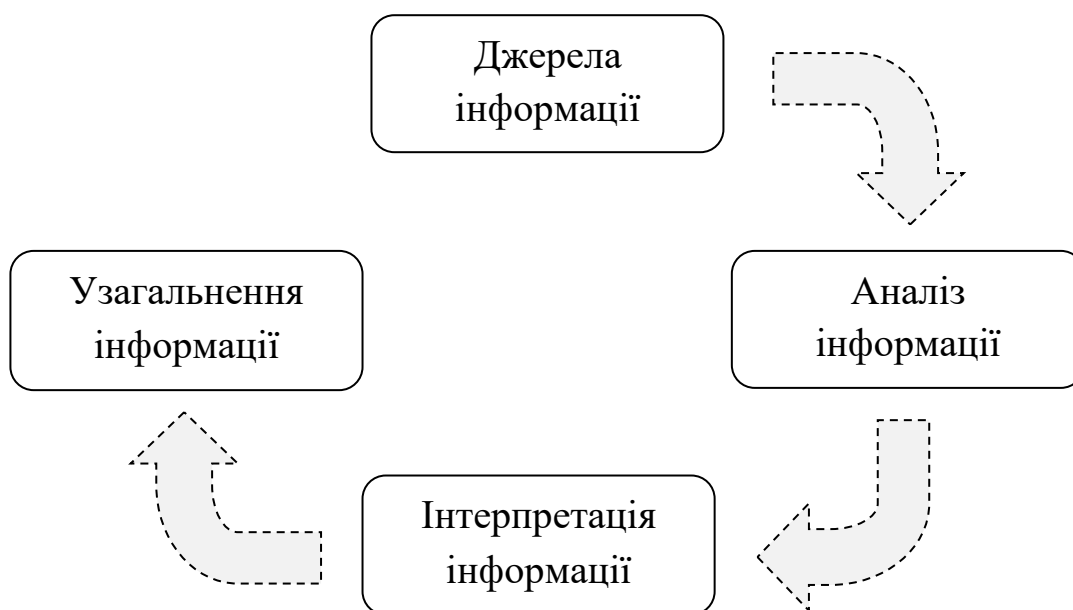 Джерела
інформації
Аналіз
інформації
Інтерпретація
інформації
Узагальнення
інформації